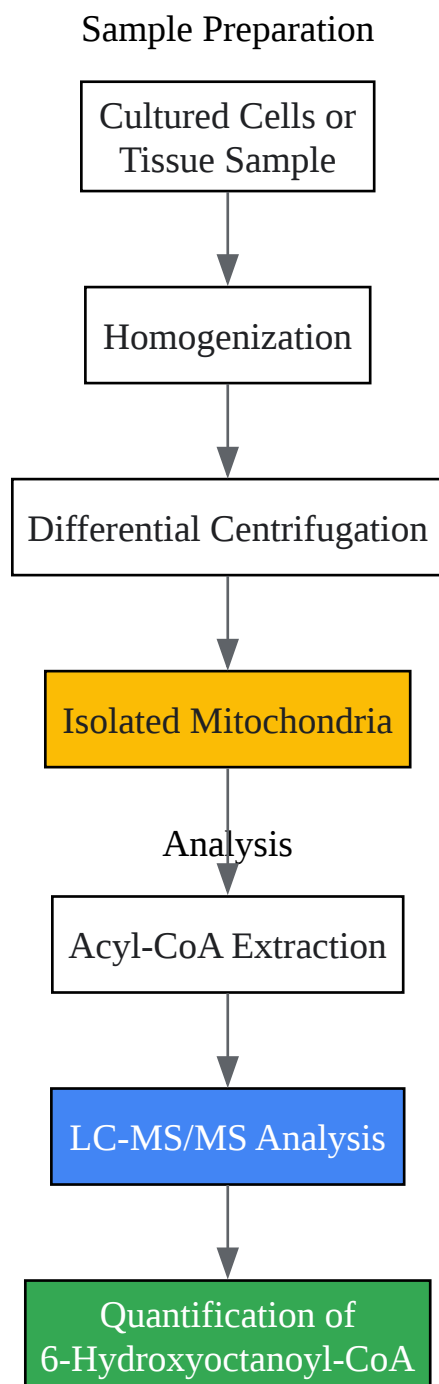 Sample Preparation
Cultured Cells or
Tissue Sample
Homogenization
Differential Centrifugation
Isolated Mitochondria
Analysis
Acyl-CoA Extraction
LC-MS/MS Analysis
Quantification of
6-Hydroxyoctanoyl-CoA